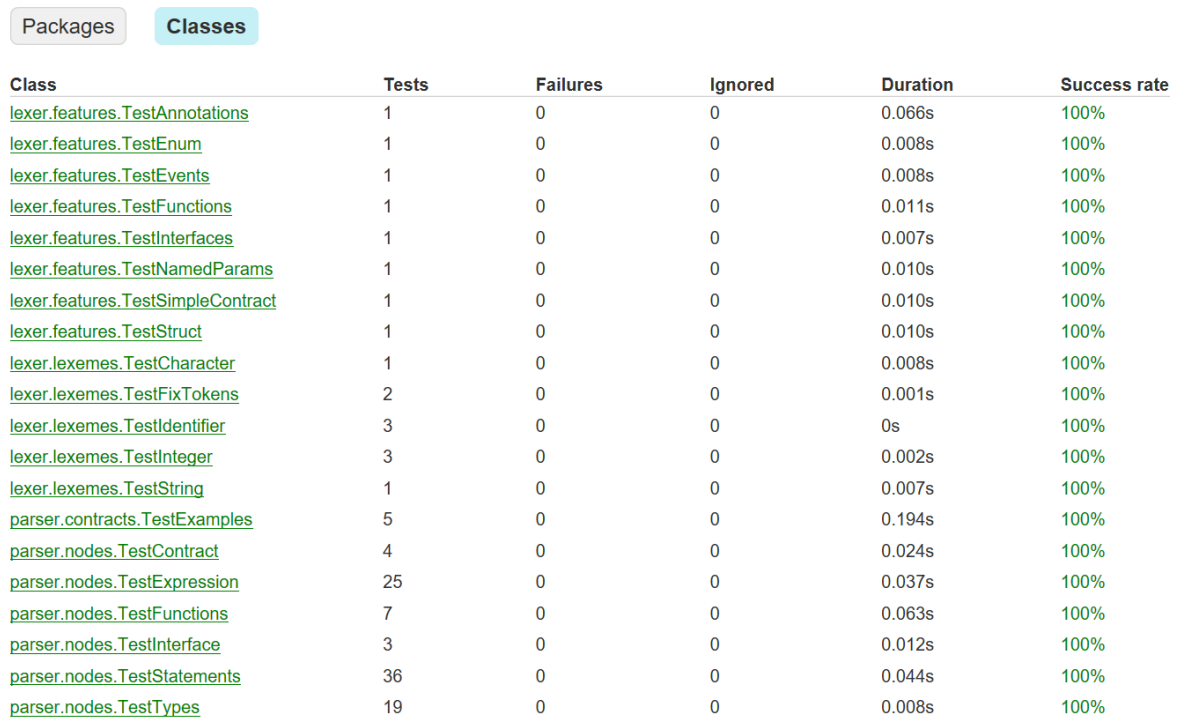 Packages Classes
Class Tests Failures Ignored Duration Success rate
lexer.features.TestAnnotations 1 0 0 0.066s 100%
lexer.features.TestEnum 1 0 0 0.008s 100%
lexer.features.TestEvents 1 0 0 0.008s 100%
lexer.features.TestFunctions 1 0 0 0.011s 100%
lexer.features.TestInterfaces 1 0 0 0.007s 100%
lexer.features.TestNamedParams 1 0 0 0.010s 100%
lexer.features.TestSimpleContract 1 0 0 0.010s 100%
lexer.features.TestStruct 1 0 0 0.010s 100%
lexer.lexemes.TestCharacter 1 0 0 0.008s 100%
lexer.lexemes.TestFixTokens 2 0 0 0.001s 100%
lexer.lexemes.TestIdentifier 3 0 0 0s 100%
lexer.lexemes.TestInteger 3 0 0 0.002s 100%
lexer.lexemes.TestString 1 0 0 0.007s 100%
parser.contracts.TestExamples 5 0 0 0.194s 100%
parser.nodes.TestContract 4 0 0 0.024s 100%
parser.nodes.TestExpression 25 0 0 0.037s 100%
parser.nodes.TestFunctions 7 0 0 0.063s 100%
parser.nodes.TestInterface 3 0 0 0.012s 100%
parser.nodes.TestStatements 36 0 0 0.044s 100%
parser.nodes.TestTypes 19 0 0 0.008s 100%